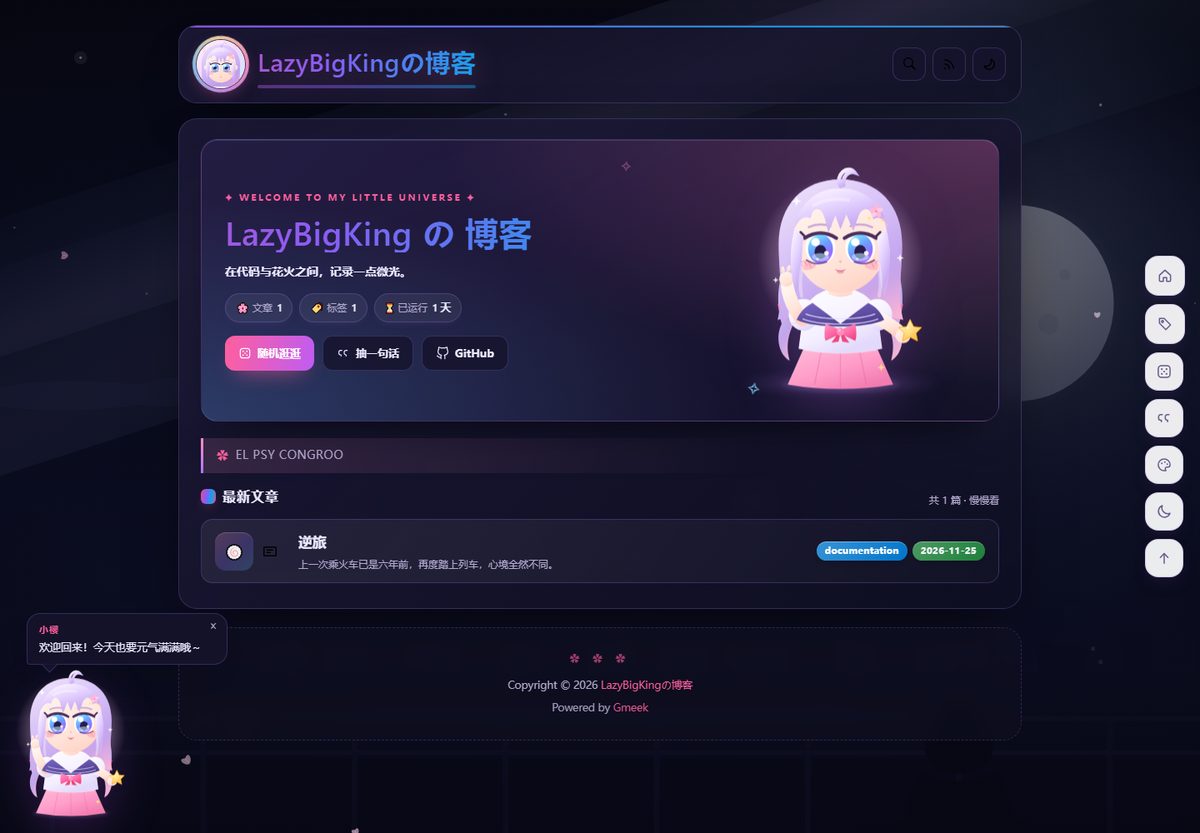 LazyBigKingの博客
✦ WELCOME TO MY LITTLE UNIVERSE ✦
LazyBigKing の 博客
在代码与花火之间，记录一点微光。
文章 1
标签 1
已运行 1 天
随机逛逛
抽一句话
GitHub
EL PSY CONGROO
最新文章
共 1 篇 · 慢慢看
逆旅
上一次乘火车已是六年前，再度踏上列车，心境全然不同。
documentation
2026-11-25
小樱
x
欢迎回来！今天也要元气满满哦～
Copyright © 2026 LazyBigKingの博客
Powered by Gmeek